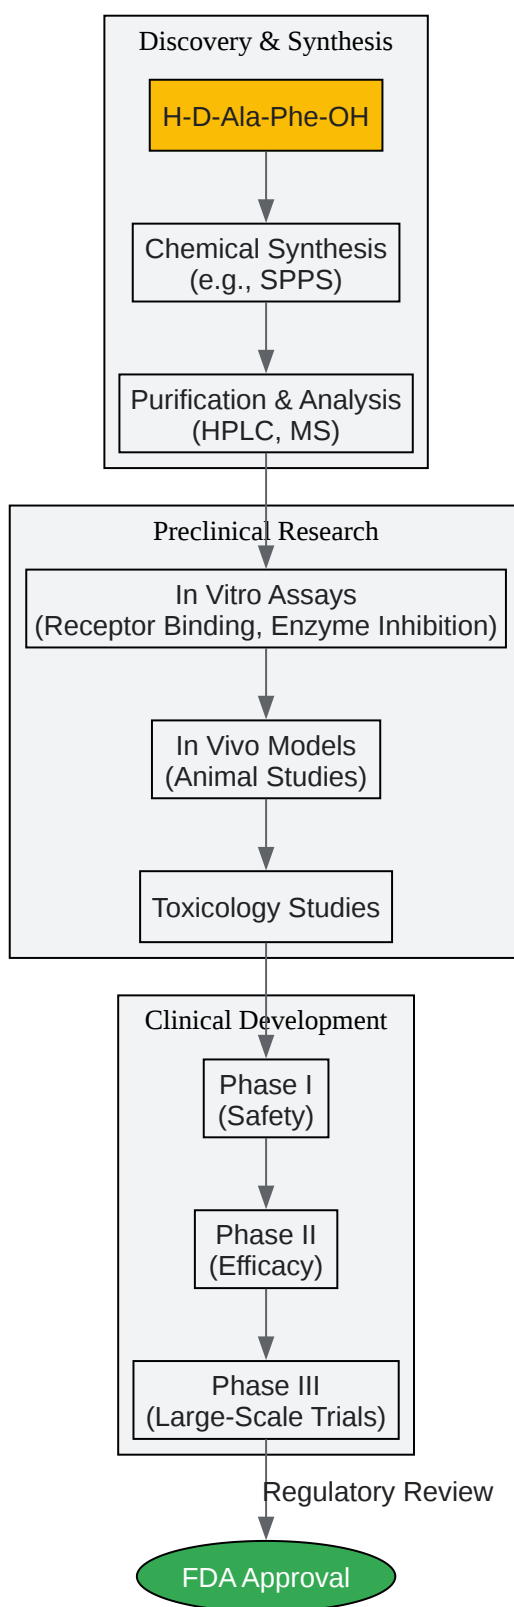 Discovery & Synthesis
H-D-Ala-Phe-OH
Chemical Synthesis
(e.g., SPPS)
Purification & Analysis
(HPLC, MS)
Preclinical Research
In Vitro Assays
(Receptor Binding, Enzyme Inhibition)
In Vivo Models
(Animal Studies)
Toxicology Studies
Clinical Development
Phase I
(Safety)
Phase II
(Efficacy)
Phase III
(Large-Scale Trials)
Regulatory Review
FDA Approval